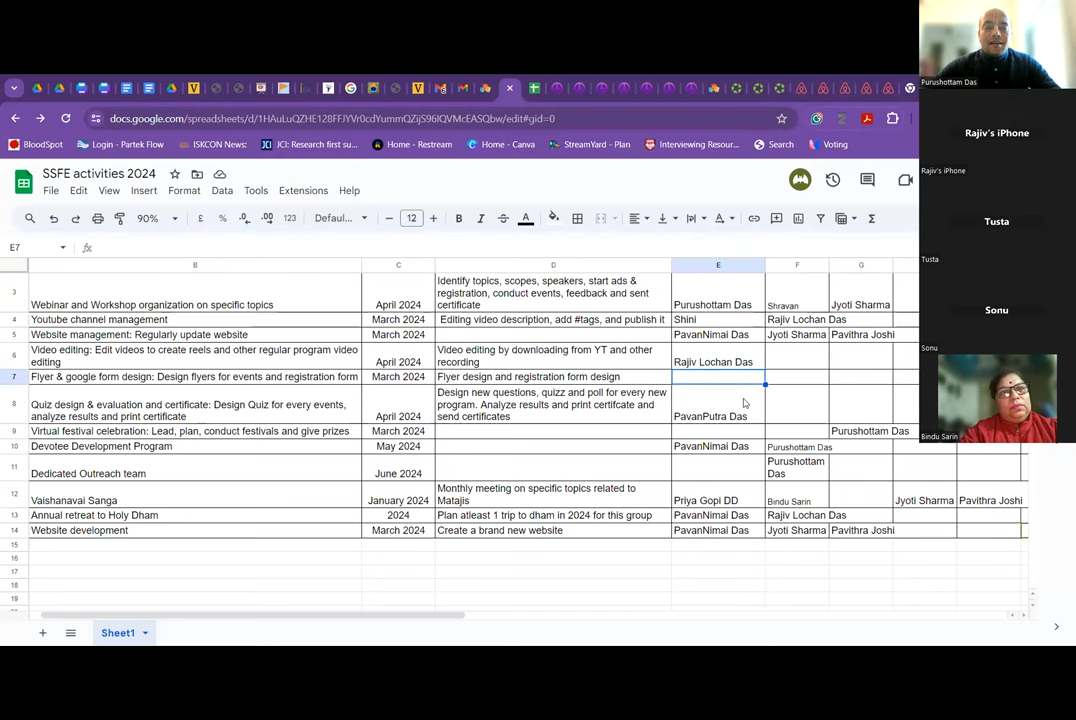 Purushottam Das
docs.google.com/spreadsheets/d/1HAuLuQZHE128FFJYVr0cdYummQZijS96IQVMcEASQbw/edit#gid=0
Rajiv's iPhone
BloodSpot
Login - Partek Flow
ISKCON News:
JCI: Research first su...
Home - Restream
Home - Canva
StreamYard - Plan
Interviewing Resour...
Search
Voting
Rajiv's iPhone
SSFE activities 2024
File Edit View Insert Format Data Tools Extensions Help
90% £ % .0 .00 123 Defaul... 12 B I A
Tusta
E7
fx
Tusta
B C D E F G
3 Webinar and Workshop organization on specific topics April 2024
Identify topics, scopes, speakers, start ads &
registration, conduct events, feedback and sent
certificate
Purushottam Das Shravan Jyoti Sharma
4 Youtube channel management March 2024 Editing video description, add #tags, and publish it Shini Rajiv Lochan Das
5 Website management: Regularly update website March 2024 PavanNimai Das Jyoti Sharma Pavithra Joshi
6 Video editing: Edit videos to create reels and other regular program video
editing
April 2024
Video editing by downloading from YT and other
recording
Rajiv Lochan Das
7 Flyer & google form design: Design flyers for events and registration form March 2024 Flyer design and registration form design
8 Quiz design & evaluation and certificate: Design Quiz for every events,
analyze results and print certificate
April 2024
Design new questions, quizz and poll for every new
program. Analyze results and print certifcate and
send certificates
PavanPutra Das
9 Virtual festival celebration: Lead, plan, conduct festivals and give prizes March 2024 Purushottam Das
10 Devotee Development Program May 2024 PavanNimai Das Purushottam Das
11 Dedicated Outreach team June 2024
Purushottam
Das
12 Vaishanavai Sanga January 2024
Monthly meeting on specific topics related to
Matajis
Priya Gopi DD Bindu Sarin Jyoti Sharma Pavithra Joshi
13 Annual retreat to Holy Dham 2024 Plan atleast 1 trip to dham in 2024 for this group PavanNimai Das Rajiv Lochan Das
14 Website development March 2024 Create a brand new website PavanNimai Das Jyoti Sharma Pavithra Joshi
15
16
17
18
19
Sonu
Sonu
Bindu Sarin
Sheet1